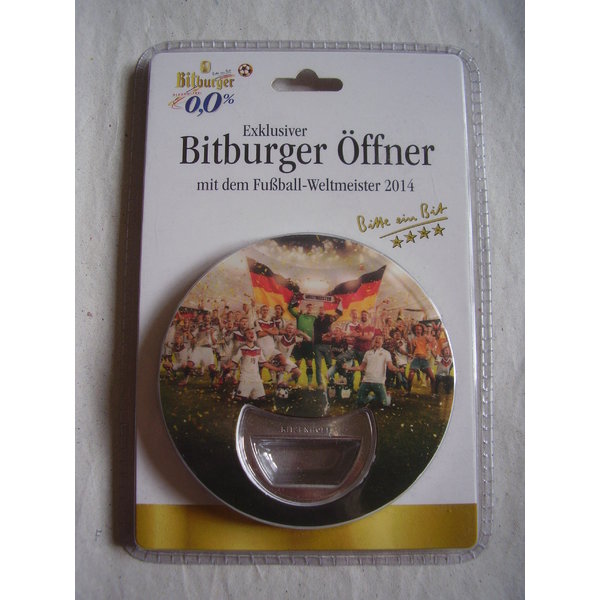 Bitburger
0,0%
Exklusiver
Bitburger Öffner
mit dem Fußball-Weltmeister 2014
Bitte ein Bit